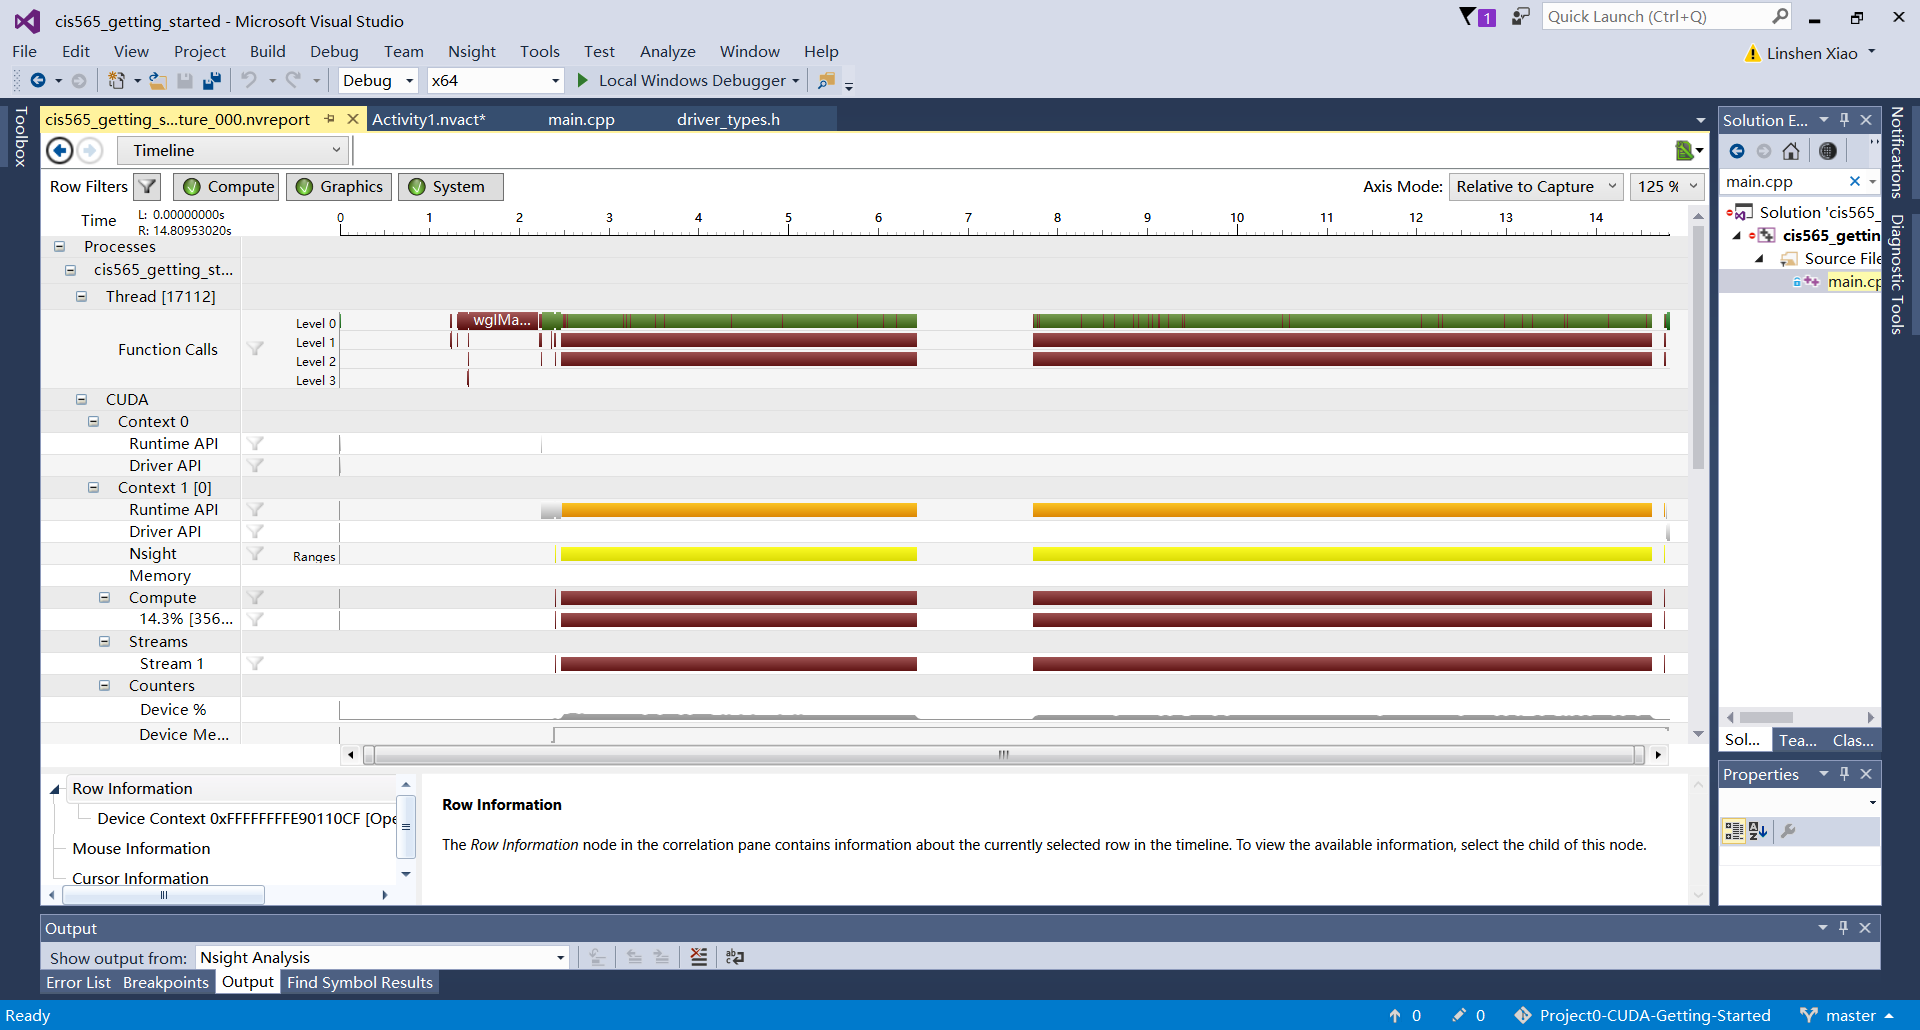 cis565_getting_started - Microsoft Visual Studio
1
Quick Launch (Ctrl+Q)
File Edit View Project Build Debug Team Nsight Tools Test Analyze Window Help
Linshen Xiao
Debug x64 Local Windows Debugger
Toolbox
cis565_getting_s...ture_000.nvreport Activity1.nvact* main.cpp driver_types.h
Timeline
Row Filters Compute Graphics System
Axis Mode: Relative to Capture 125 %
Time
L: 0.00000000s
R: 14.80953020s
0 1 2 3 4 5 6 7 8 9 10 11 12 13 14
Processes
cis565_getting_st...
Thread [17112]
Function Calls
Level 0
wglMa...
Level 1
Level 2
Level 3
CUDA
Context 0
Runtime API
Driver API
Context 1 [0]
Runtime API
Driver API
Nsight Ranges
Memory
Compute
14.3% [356...
Streams
Stream 1
Counters
Device %
Device Me...
Row Information
Device Context 0xFFFFFFFFE90110CF [Ope
Mouse Information
Cursor Information
Row Information
The Row Information node in the correlation pane contains information about the currently selected row in the timeline. To view the available information, select the child of this node.
Solution E...
main.cpp
Solution 'cis565_
cis565_gettin
Source File
main.cp
Sol... Tea... Clas...
Properties
Notifications
Diagnostic Tools
Output
Show output from: Nsight Analysis
Error List Breakpoints Output Find Symbol Results
Ready
0 0 Project0-CUDA-Getting-Started master